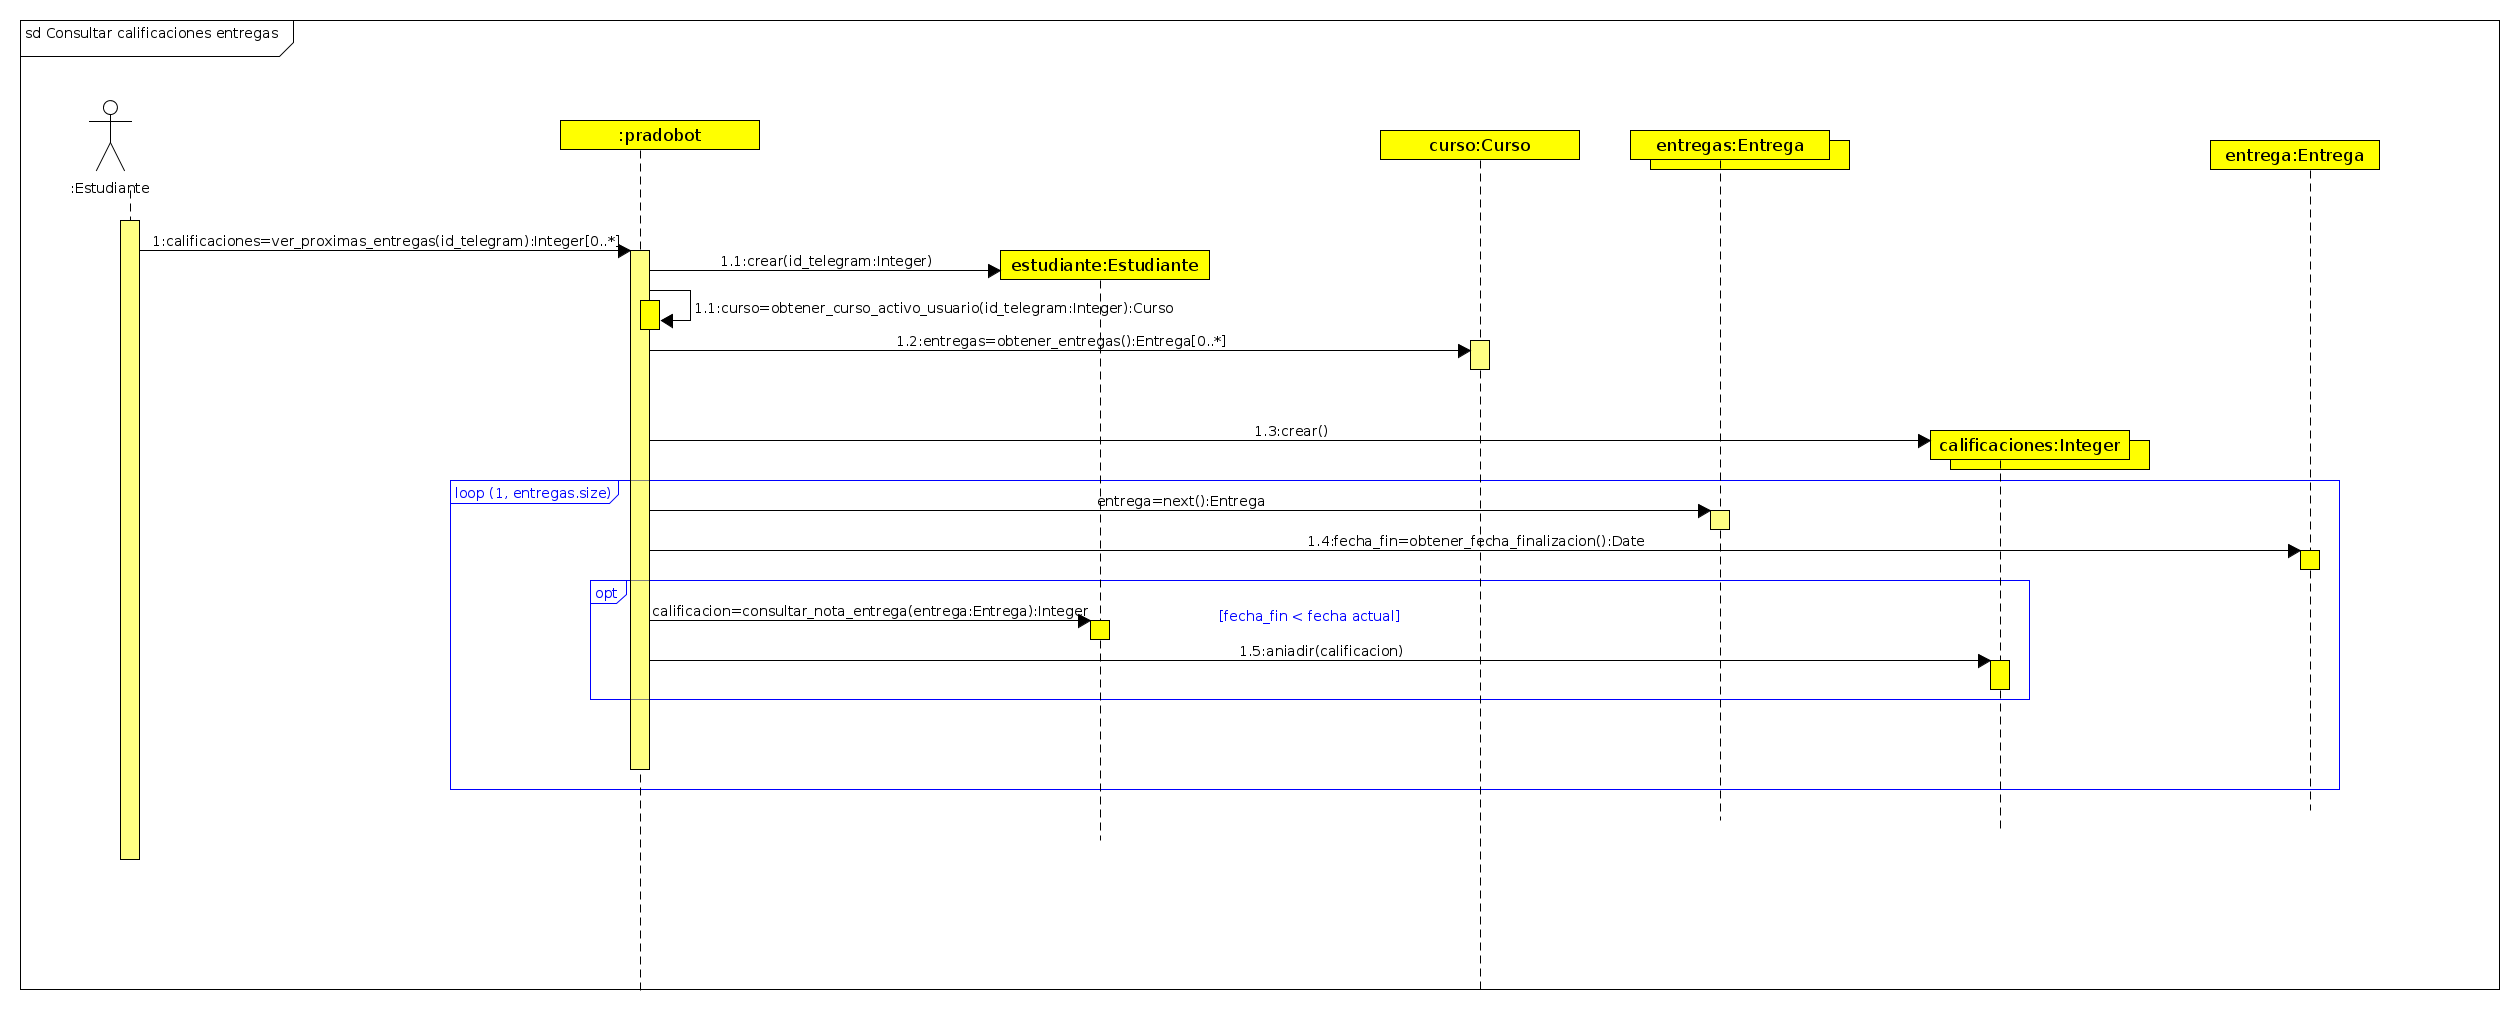 sd Consultar calificaciones entregas
:pradobot
curso:Curso
entregas:Entrega
entrega:Entrega
:Estudiante
1:calificaciones=ver_proximas_entregas(id_telegram):Integer[0..*]
1.1:crear(id_telegram:Integer)
estudiante:Estudiante
1.1:curso=obtener_curso_activo_usuario(id_telegram:Integer):Curso
1.2:entregas=obtener_entregas():Entrega[0..*]
1.3:crear()
calificaciones:Integer
loop (1, entregas.size)
entrega=next():Entrega
1.4:fecha_fin=obtener_fecha_finalizacion():Date
opt
calificacion=consultar_nota_entrega(entrega:Entrega):Integer
[fecha_fin < fecha actual]
1.5:aniadir(calificacion)